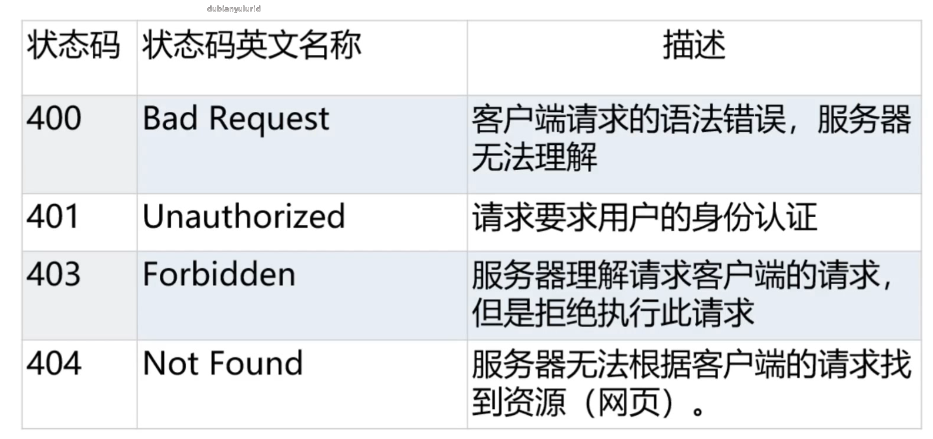 dublanyulurld
状态码 状态码英文名称 描述
400 Bad Request 客户端请求的语法错误，服务器
无法理解
401 Unauthorized 请求要求用户的身份认证
403 Forbidden 服务器理解请求客户端的请求，
但是拒绝执行此请求
404 Not Found 服务器无法根据客户端的请求找
到资源（网页）。